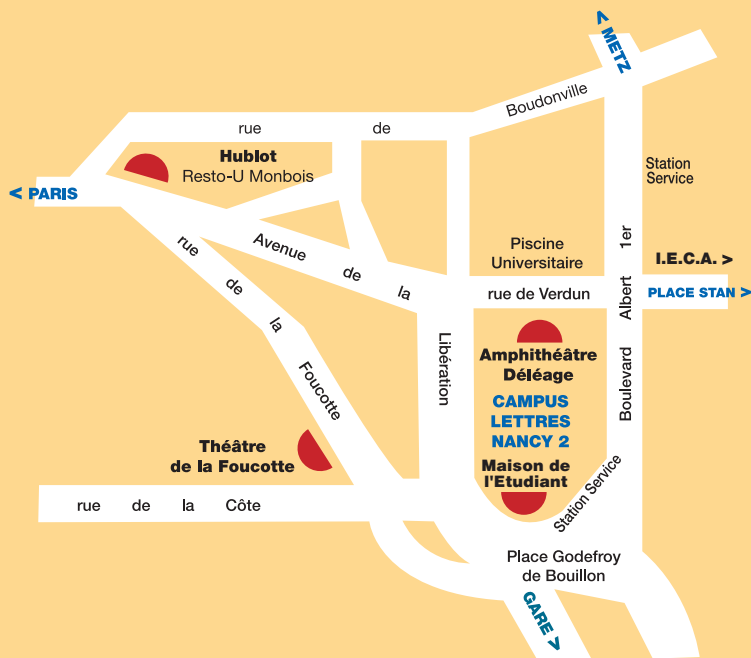 < METZ
Boudonville
rue de
Hublot
Resto-U Monbois
< PARIS
Station
Service
Piscine
Universitaire
I.E.C.A. >
rue de Verdun
PLACE STAN >
Avenue de la
Libération
rue de la Foucotte
Boulevard Albert 1er
Amphithéâtre
Déléage
CAMPUS
LETTRES
NANCY 2
Maison de
l'Etudiant
Théâtre
de la Foucotte
rue de la Côte
Station Service
Place Godefroy
de Bouillon
GARE >